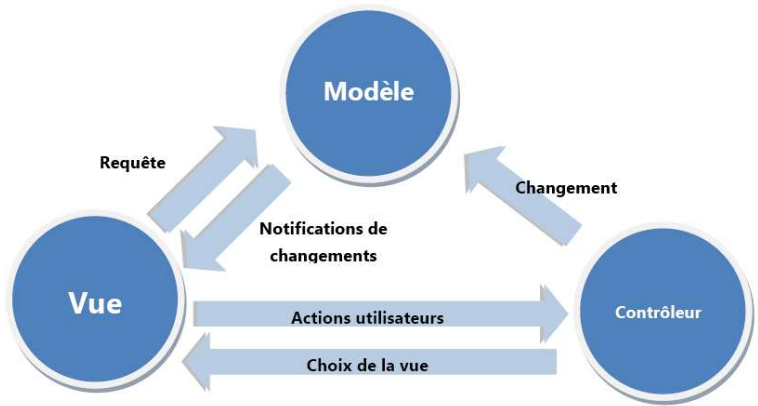 Modèle
Requête
Changement
Notifications de
changements
Vue
Actions utilisateurs
Contrôleur
Choix de la vue